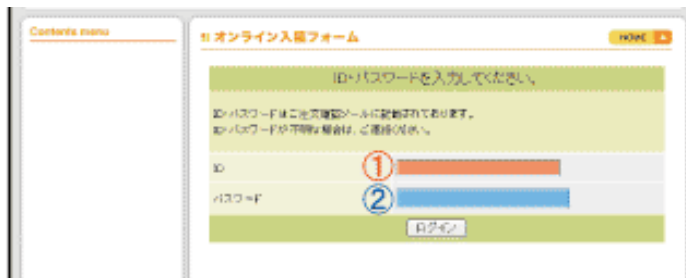 Contents menu
オンライン入稿フォーム
HOME
ID・パスワードを入力してください。
ID・パスワードはご注文確認メールに記載されております。
ID・パスワードが不明な場合は、ご連絡ください。
ID
①
パスワード
②
ログイン